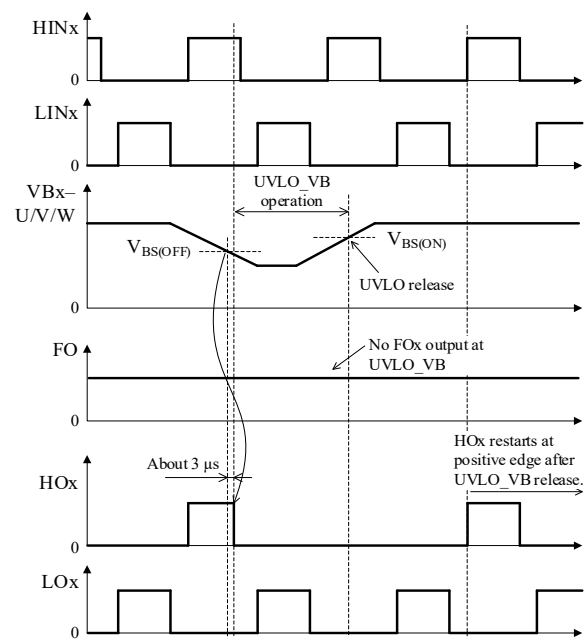 HINx
0
LINx
0
UVLO_VB
operation
VBx–
U/V/W
VBS(OFF)
VBS(ON)
UVLO release
0
No FOx output at
UVLO_VB
FO
0
HOx restarts at
positive edge after
UVLO_VB release.
About 3 µs
HOx
0
LOx
0